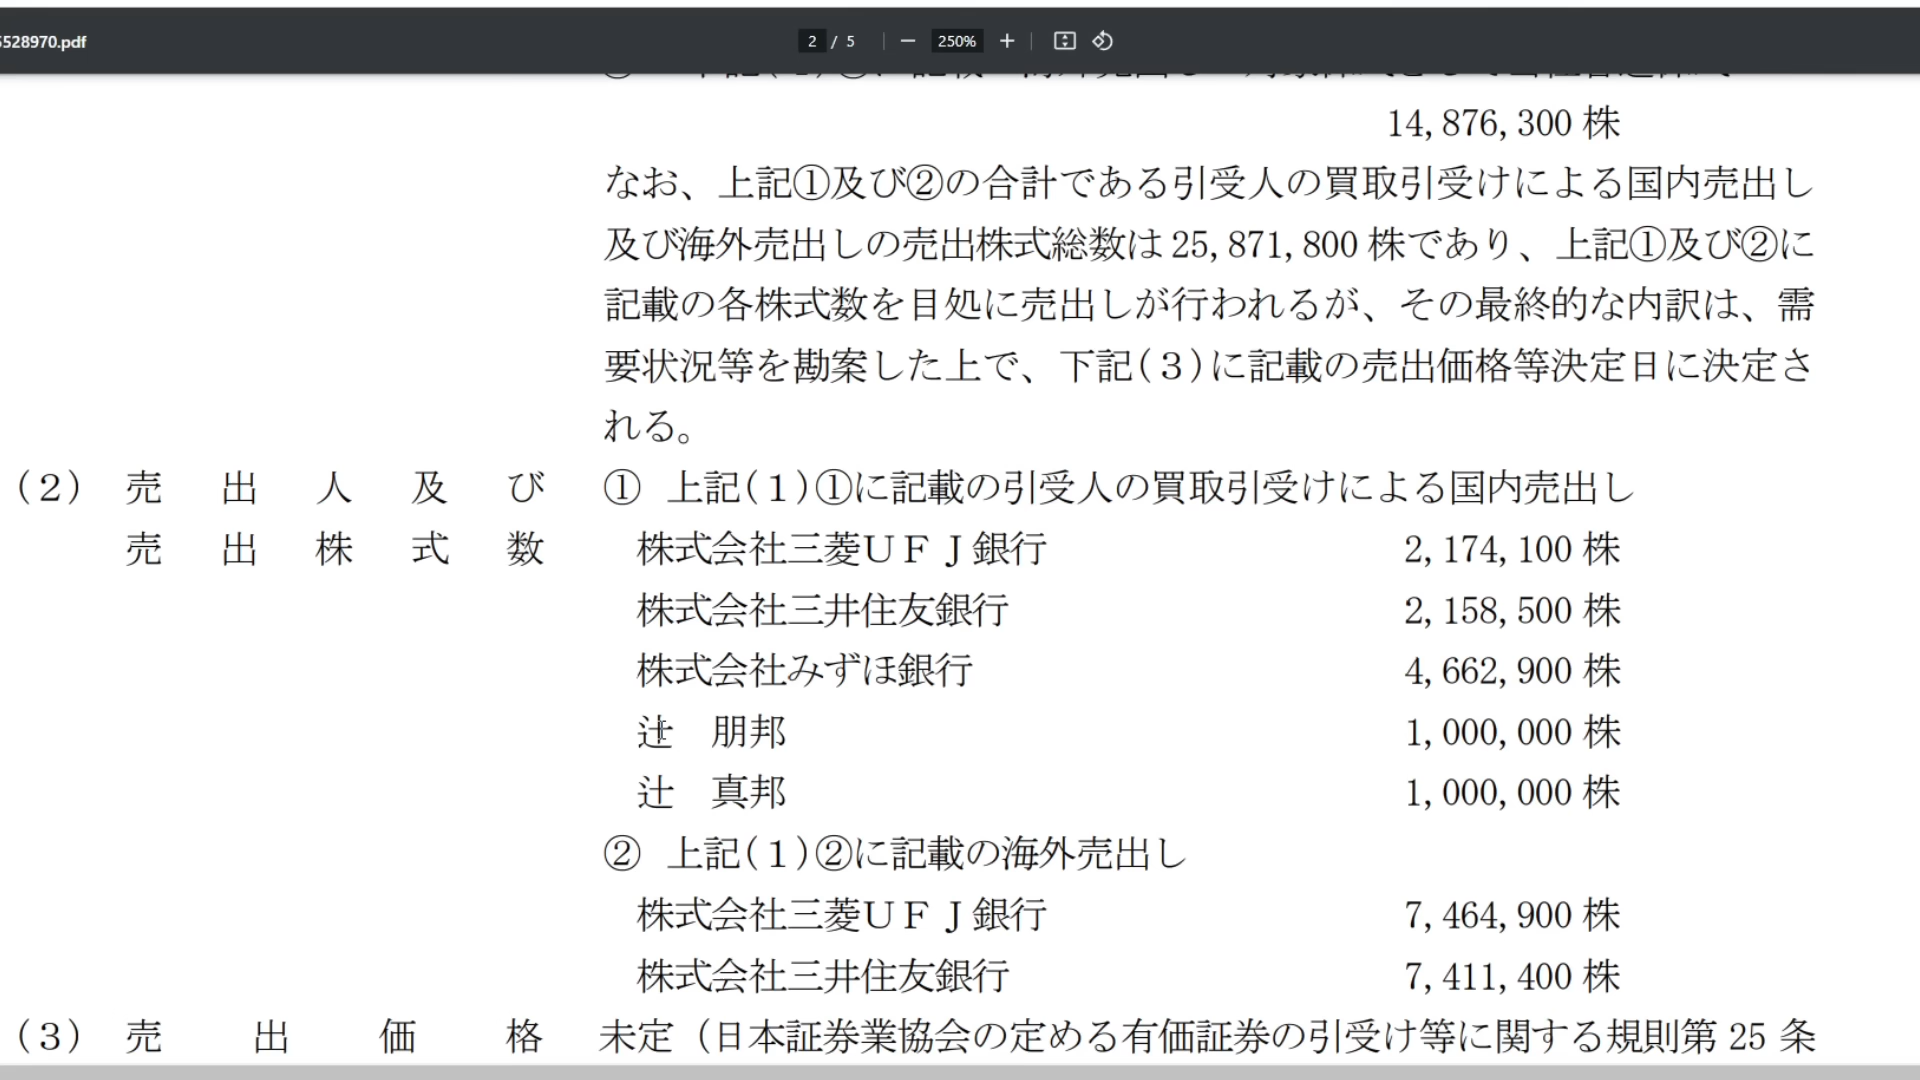 5528970.pdf
2 / 5
250%
14,876,300 株
なお、上記①及び②の合計である引受人の買取引受けによる国内売出し
及び海外売出しの売出株式総数は 25,871,800 株であり、上記①及び②に
記載の各株式数を目処に売出しが行われるが、その最終的な内訳は、需
要状況等を勘案した上で、下記(3)に記載の売出価格等決定日に決定さ
れる。
(2) 売出人及び ① 上記(1)①に記載の引受人の買取引受けによる国内売出し
売出株式数 株式会社三菱UFJ銀行 2,174,100 株
株式会社三井住友銀行 2,158,500 株
株式会社みずほ銀行 4,662,900 株
辻 朋邦 1,000,000 株
辻 真邦 1,000,000 株
② 上記(1)②に記載の海外売出し
株式会社三菱UFJ銀行 7,464,900 株
株式会社三井住友銀行 7,411,400 株
(3) 売出価格 未定（日本証券業協会の定める有価証券の引受け等に関する規則第 25 条